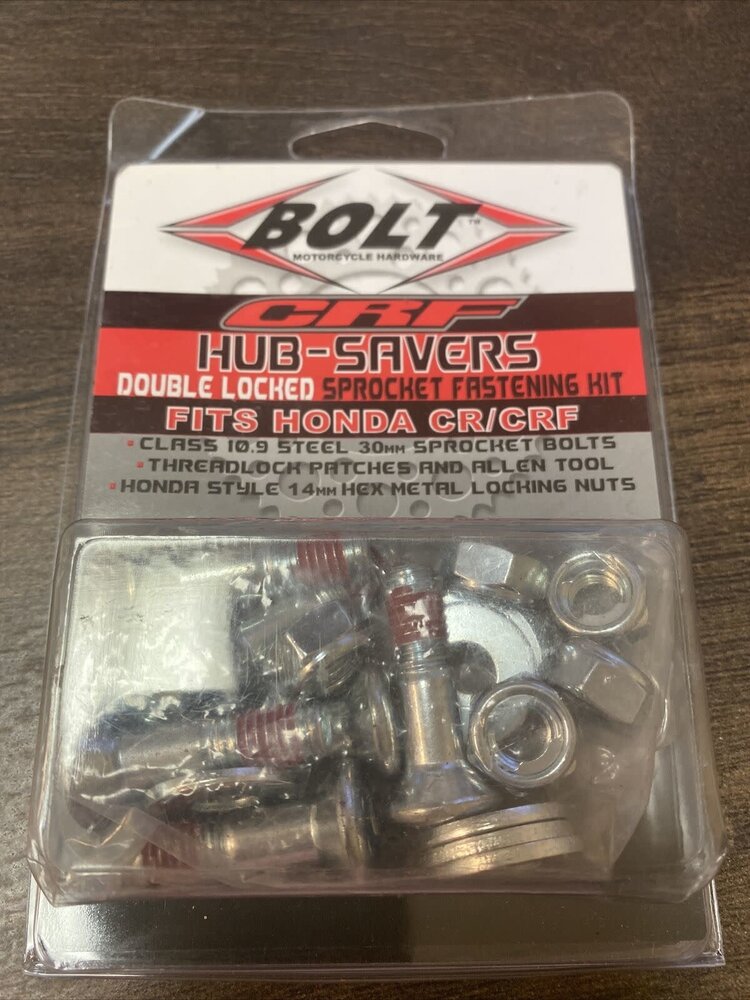 BOLT™
MOTORCYCLE HARDWARE
CRF
HUB-SAVERS
DOUBLE LOCKED SPROCKET FASTENING KIT
FITS HONDA CR/CRF
▪ CLASS 10.9 STEEL 30MM SPROCKET BOLTS
▪ THREADLOCK PATCHES AND ALLEN TOOL
▪ HONDA STYLE 14MM HEX METAL LOCKING NUTS